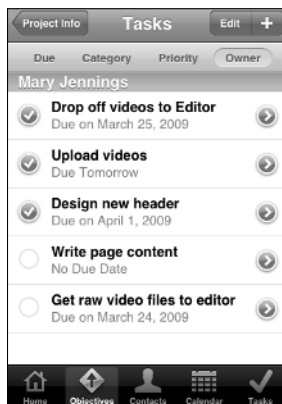 Project Info Tasks Edit +
Due Category Priority Owner
Mary Jennings
Drop off videos to Editor
Due on March 25, 2009
Upload videos
Due Tomorrow
Design new header
Due on April 1, 2009
Write page content
No Due Date
Get raw video files to editor
Due on March 24, 2009
Home Objectives Contacts Calendar Tasks